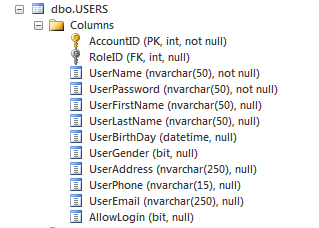 dbo.USERS
Columns
AccountID (PK, int, not null)
RoleID (FK, int, null)
UserName (nvarchar(50), not null)
UserPassword (nvarchar(50), not null)
UserFirstName (nvarchar(50), null)
UserLastName (nvarchar(50), null)
UserBirthDay (datetime, null)
UserGender (bit, null)
UserAddress (nvarchar(250), null)
UserPhone (nvarchar(15), null)
UserEmail (nvarchar(250), null)
AllowLogin (bit, null)